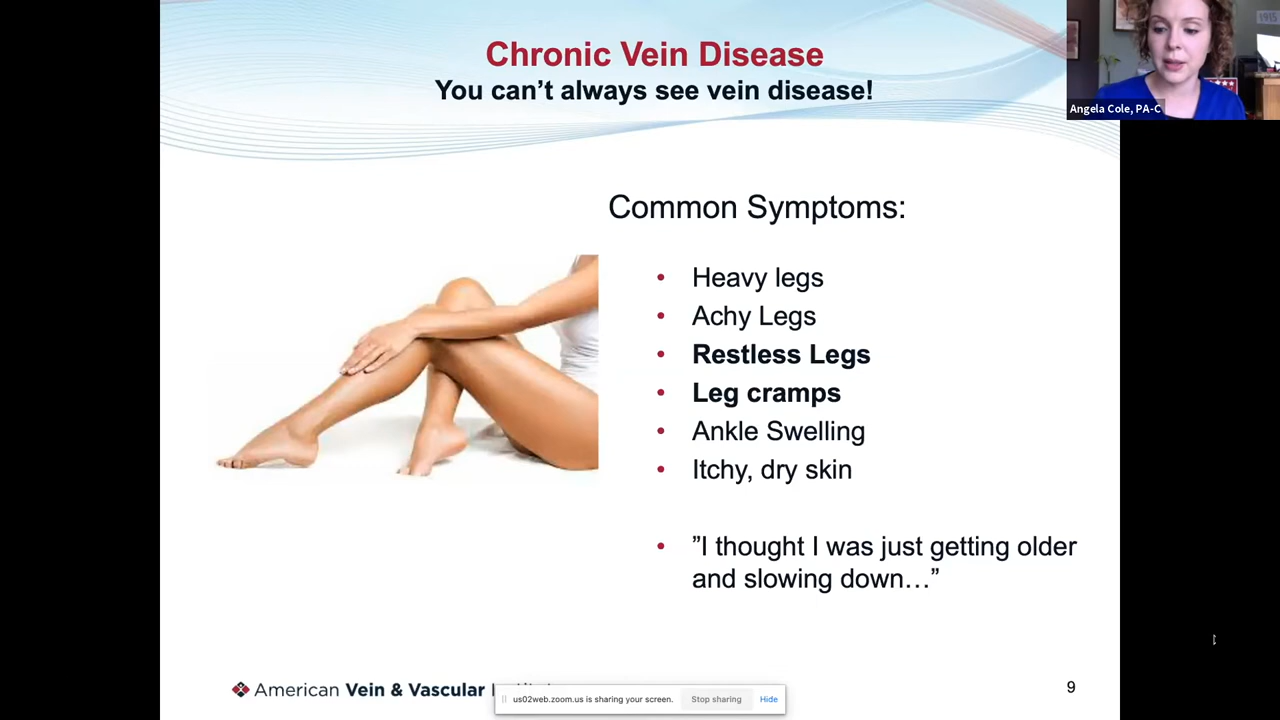 Chronic Vein Disease
You can't always see vein disease!
Angela Cole, PA-C
Common Symptoms:
• Heavy legs
• Achy Legs
• Restless Legs
• Leg cramps
• Ankle Swelling
• Itchy, dry skin
• ”I thought I was just getting older
and slowing down…”
American Vein & Vascular
us02web.zoom.us is sharing your screen. Stop sharing Hide
9